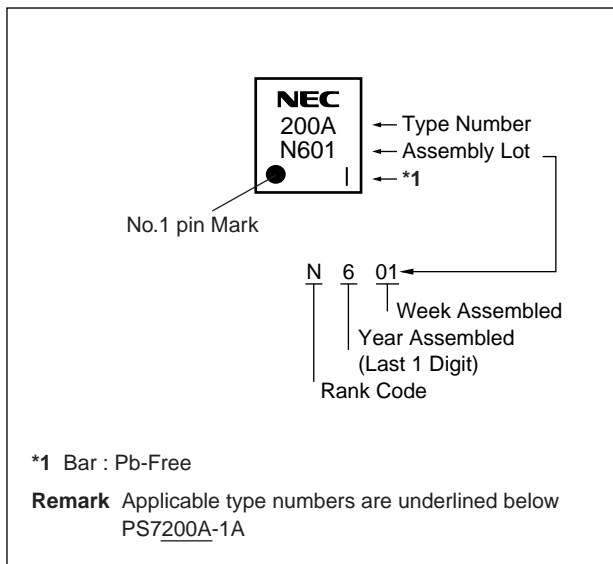 NEC
200A ← Type Number
N601 ← Assembly Lot
| ← *1
No.1 pin Mark
N 6 01
Week Assembled
Year Assembled
(Last 1 Digit)
Rank Code
*1 Bar : Pb-Free
Remark Applicable type numbers are underlined below
PS7200A-1A